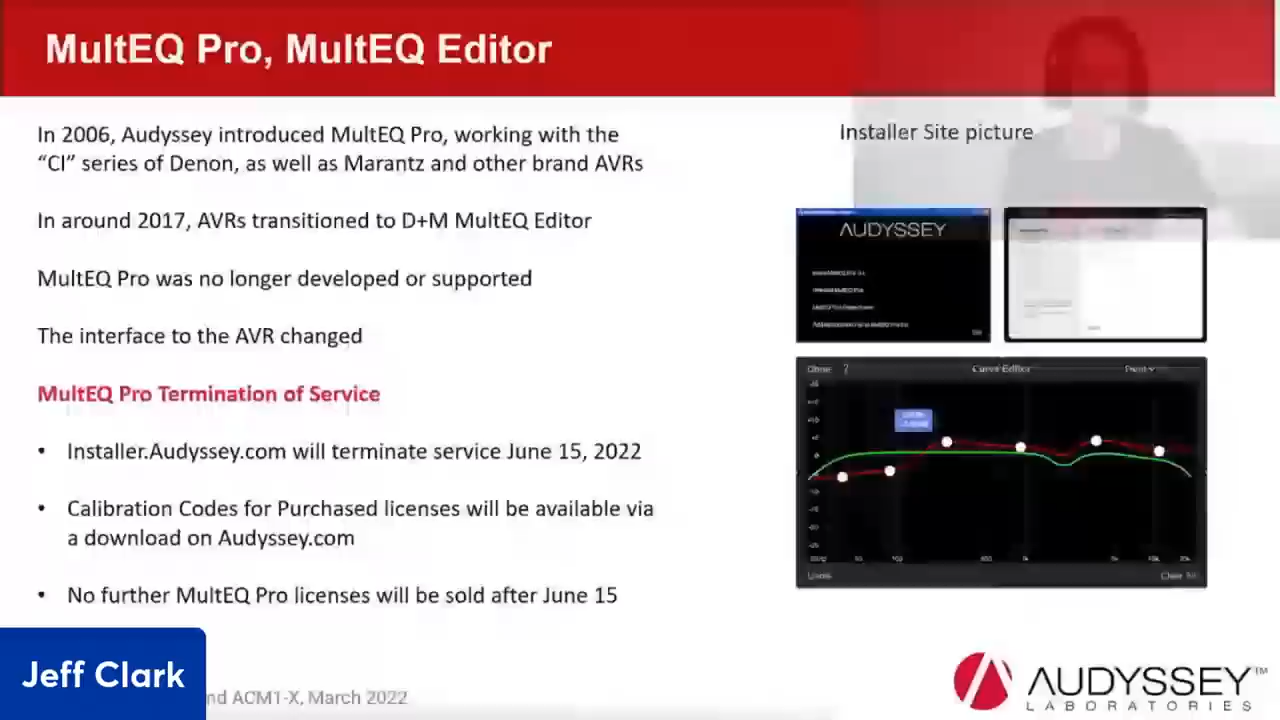 MultEQ Pro, MultEQ Editor
In 2006, Audyssey introduced MultEQ Pro, working with the
“CI” series of Denon, as well as Marantz and other brand AVRs
In around 2017, AVRs transitioned to D+M MultEQ Editor
MultEQ Pro was no longer developed or supported
The interface to the AVR changed
MultEQ Pro Termination of Service
• Installer.Audyssey.com will terminate service June 15, 2022
• Calibration Codes for Purchased licenses will be available via
a download on Audyssey.com
• No further MultEQ Pro licenses will be sold after June 15
Installer Site picture
AUDYSSEY
Close ?
Curve Editor
Undo
Clear All
Jeff Clark
ACM1-X, March 2022
AUDYSSEY™
LABORATORIES